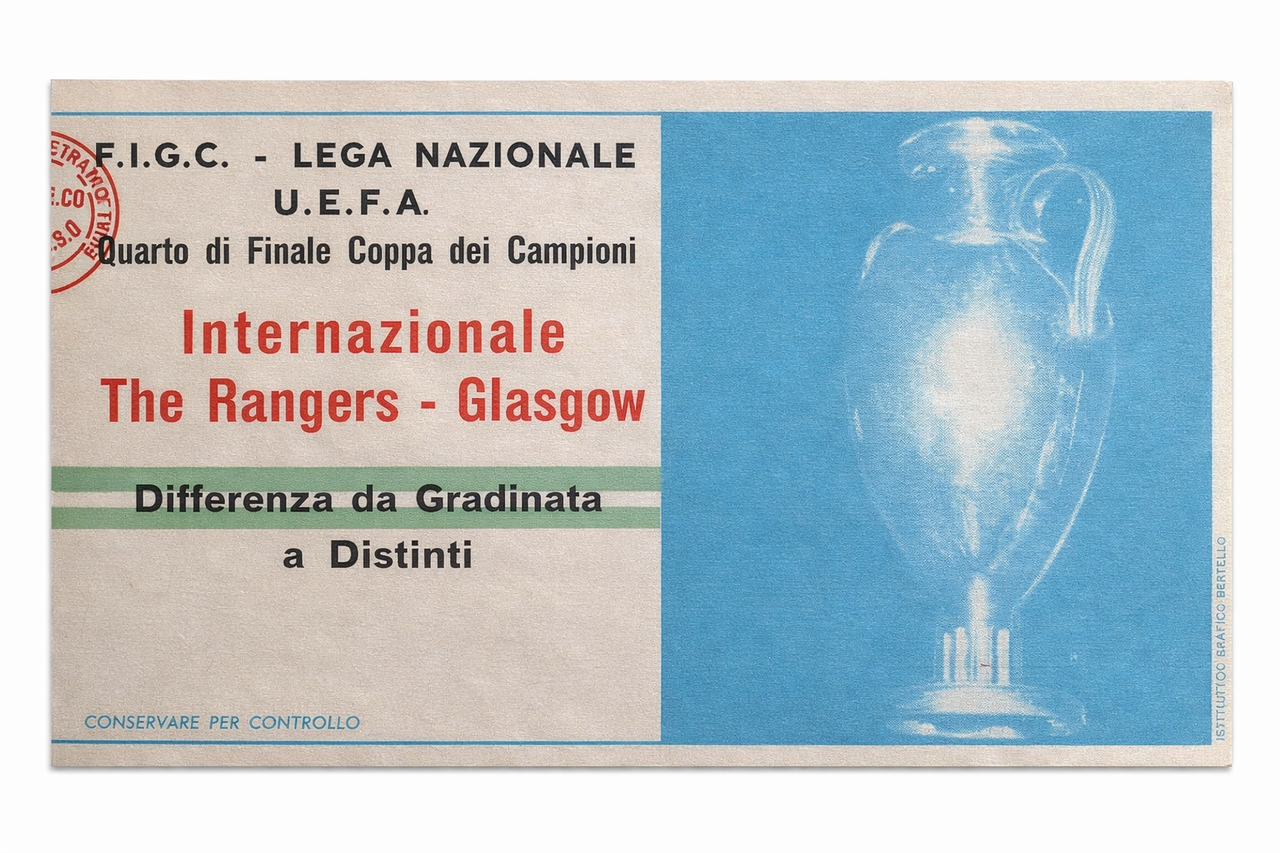 F.I.G.C. - LEGA NAZIONALE
U.E.F.A.
Quarto di Finale Coppa dei Campioni
Internazionale
The Rangers - Glasgow
Differenza da Gradinata
a Distinti
CONSERVARE PER CONTROLLO
BERTELLO